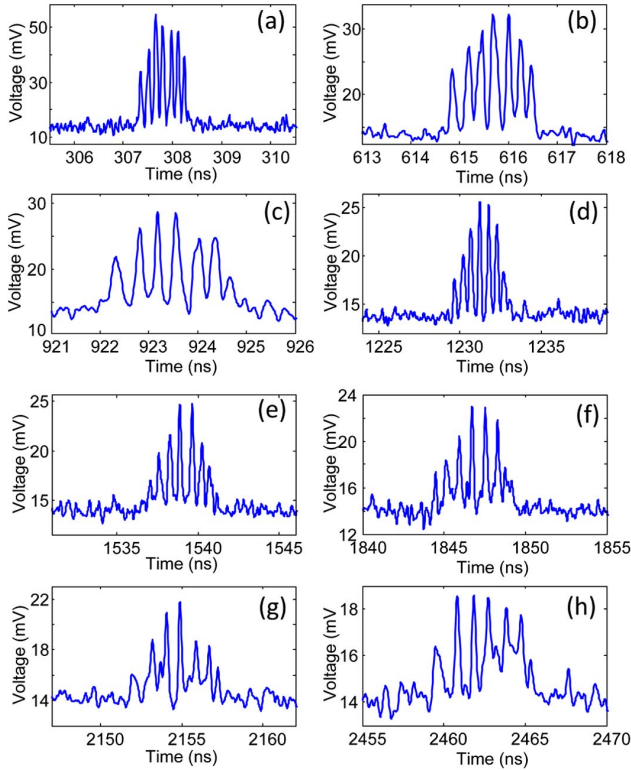 (a)
Voltage (mV)
50
30
10
306 307 308 309 310
Time (ns)
(b)
Voltage (mV)
30
20
613 614 615 616 617 618
Time (ns)
(c)
Voltage (mV)
30
20
10
921 922 923 924 925 926
Time (ns)
(d)
Voltage (mV)
25
20
15
1225 1230 1235
Time (ns)
(e)
Voltage (mV)
25
20
15
1535 1540 1545
Time (ns)
(f)
Voltage (mV)
24
20
16
12
1840 1845 1850 1855
Time (ns)
(g)
Voltage (mV)
22
18
14
2150 2155 2160
Time (ns)
(h)
Voltage (mV)
18
16
14
2455 2460 2465 2470
Time (ns)